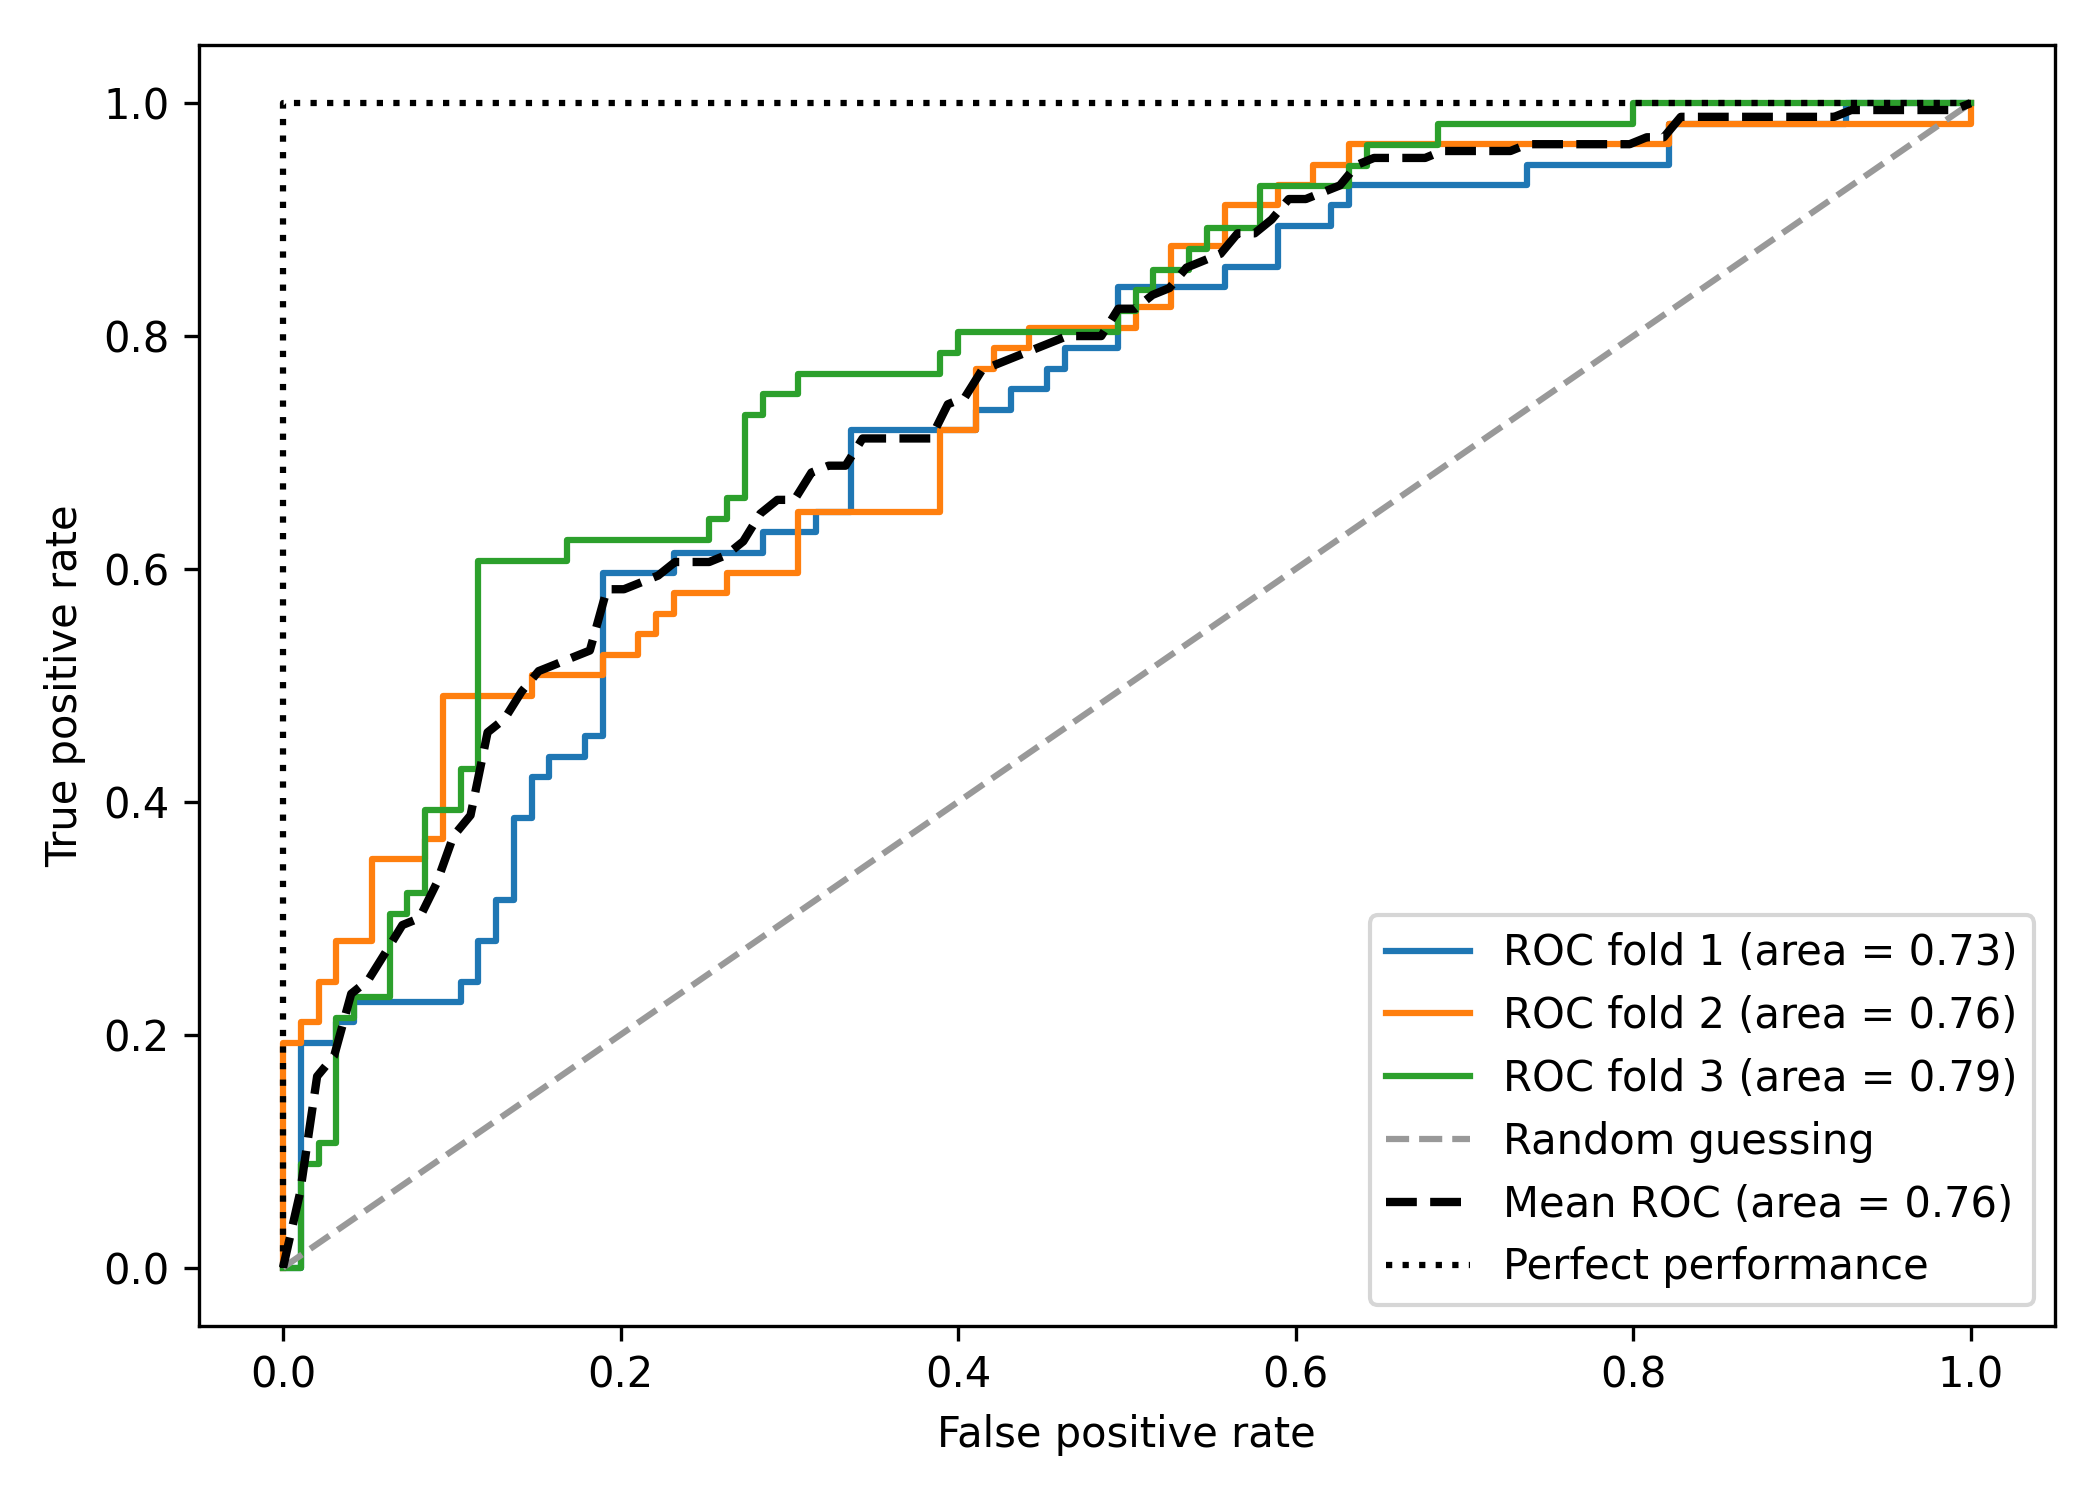 1.0
0.8
0.6
0.4
0.2
0.0
True positive rate
0.0 0.2 0.4 0.6 0.8 1.0
False positive rate
ROC fold 1 (area = 0.73)
ROC fold 2 (area = 0.76)
ROC fold 3 (area = 0.79)
Random guessing
Mean ROC (area = 0.76)
Perfect performance